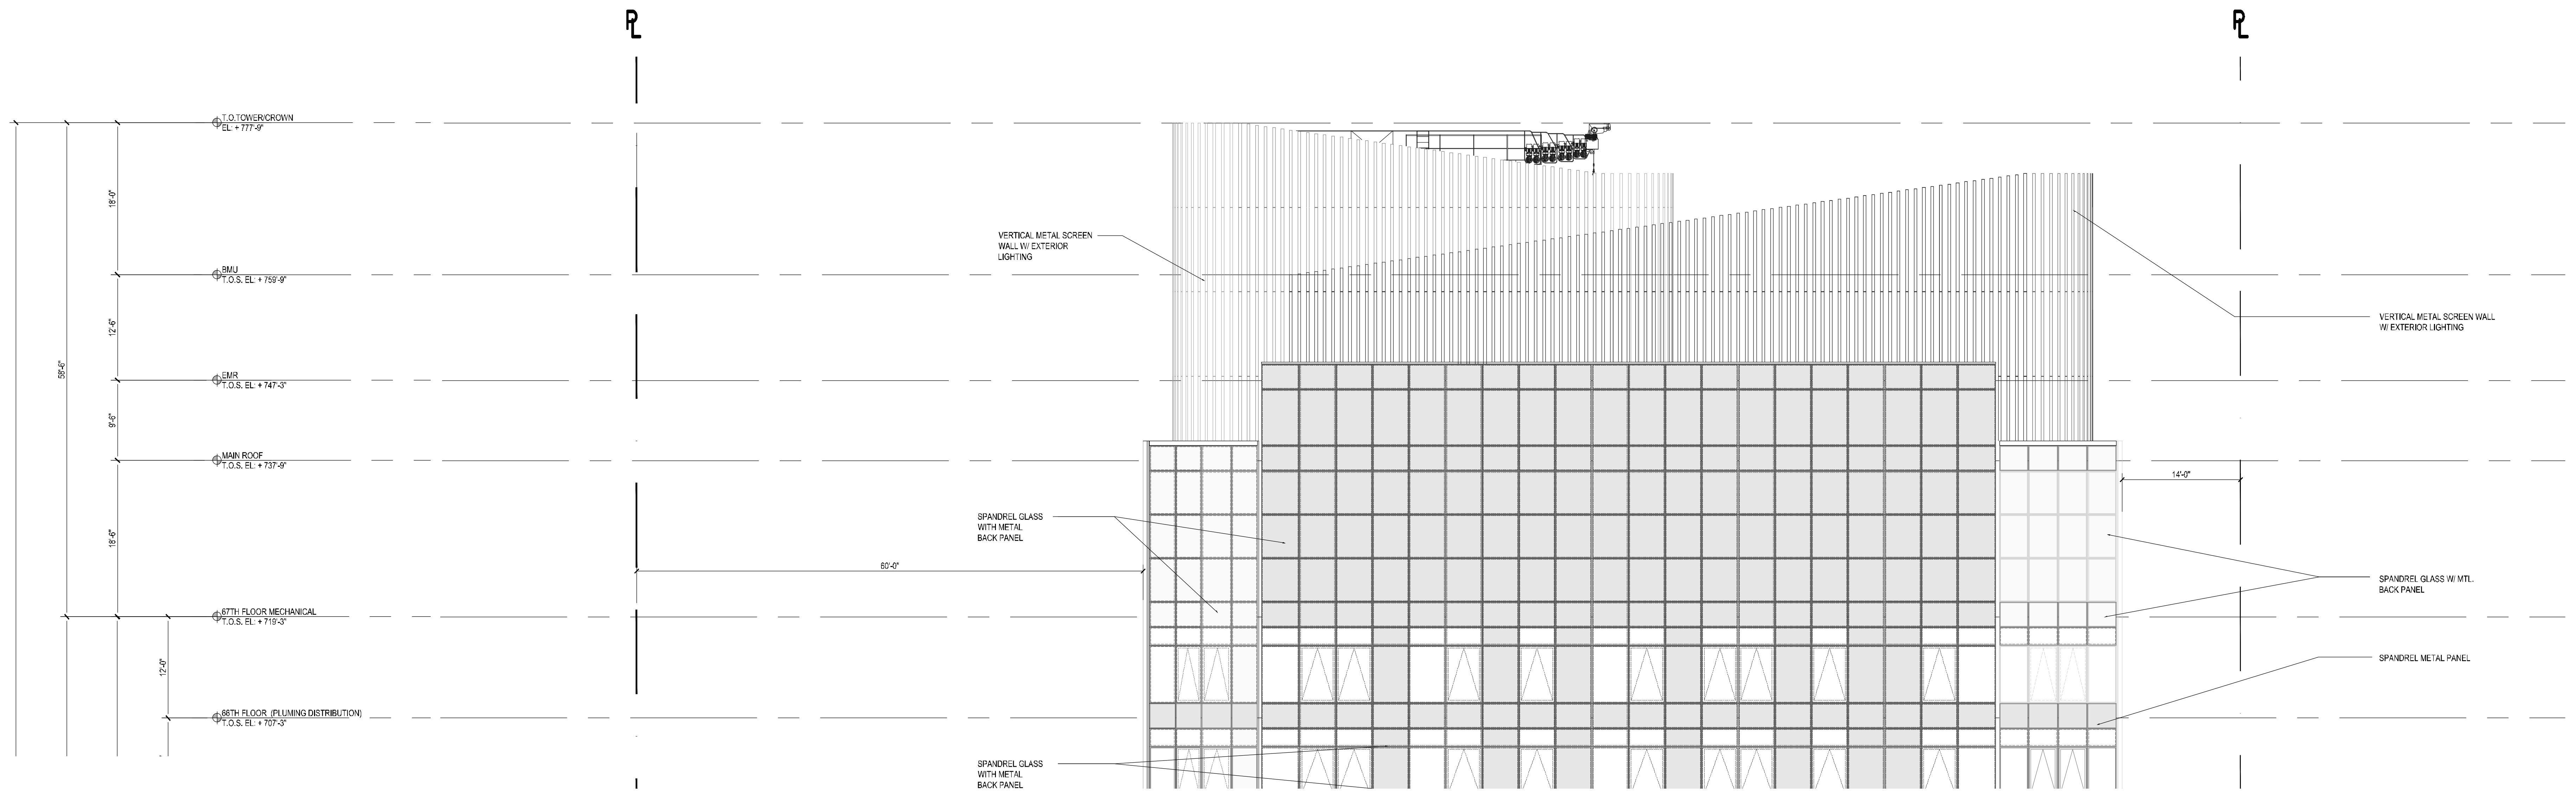 PL
PL
T.O.TOWER/CROWN
EL: + 777'-9"
18'-0"
VERTICAL METAL SCREEN
WALL W/ EXTERIOR
LIGHTING
BMU
T.O.S. EL: + 759'-9"
12'-6"
VERTICAL METAL SCREEN WALL
W/ EXTERIOR LIGHTING
58'-6"
EMR
T.O.S. EL: + 747'-3"
9'-6"
MAIN ROOF
T.O.S. EL: + 737'-9"
14'-0"
18'-6"
SPANDREL GLASS
WITH METAL
BACK PANEL
60'-0"
SPANDREL GLASS W/ MTL.
BACK PANEL
67TH FLOOR MECHANICAL
T.O.S. EL: + 719'-3"
12'-0"
SPANDREL METAL PANEL
66TH FLOOR (PLUMING DISTRIBUTION)
T.O.S. EL: + 707'-3"
SPANDREL GLASS
WITH METAL
BACK PANEL